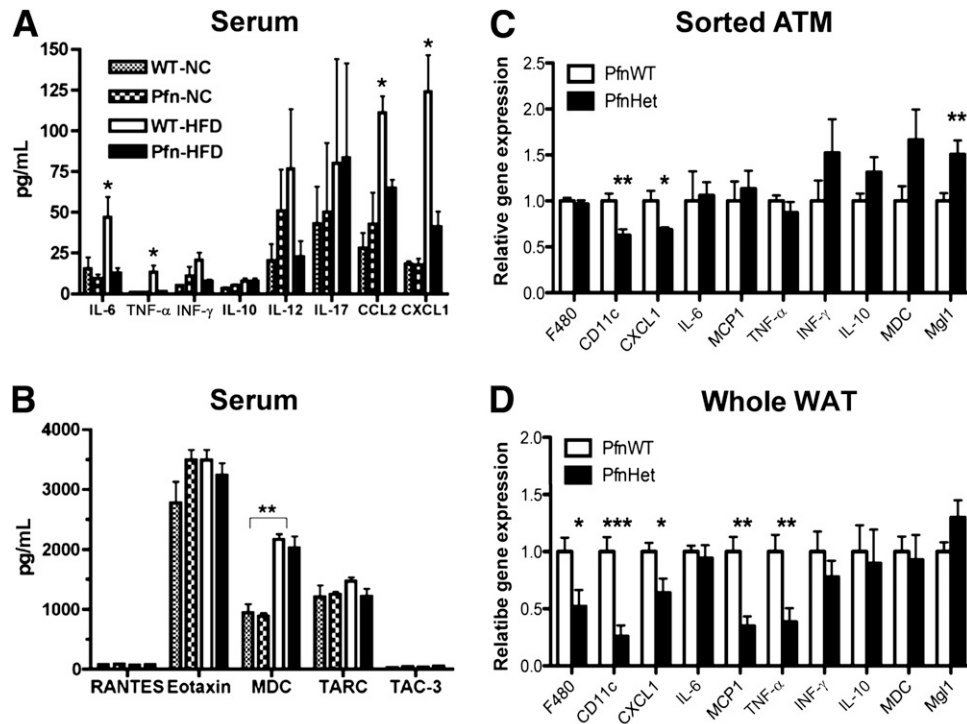 A
Serum
pg/mL
150
125
100
75
50
25
0
WT-NC
Pfn-NC
WT-HFD
Pfn-HFD
*
*
*
*
IL-6 TNF-α INF-γ IL-10 IL-12 IL-17 CCL2 CXCL1
B
Serum
pg/mL
4000
3000
2000
1000
0
**
RANTES Eotaxin MDC TARC TAC-3
C
Sorted ATM
Relative gene expression
2.5
2.0
1.5
1.0
0.5
0.0
PfnWT
PfnHet
** * **
F480 CD11c CXCL1 IL-6 MCP1 TNF-α INF-γ IL-10 MDC Mgl1
D
Whole WAT
Relatibe gene expression
2.0
1.5
1.0
0.5
0.0
PfnWT
PfnHet
* *** * ** **
F480 CD11c CXCL1 IL-6 MCP1 TNF-α INF-γ IL-10 MDC Mgl1